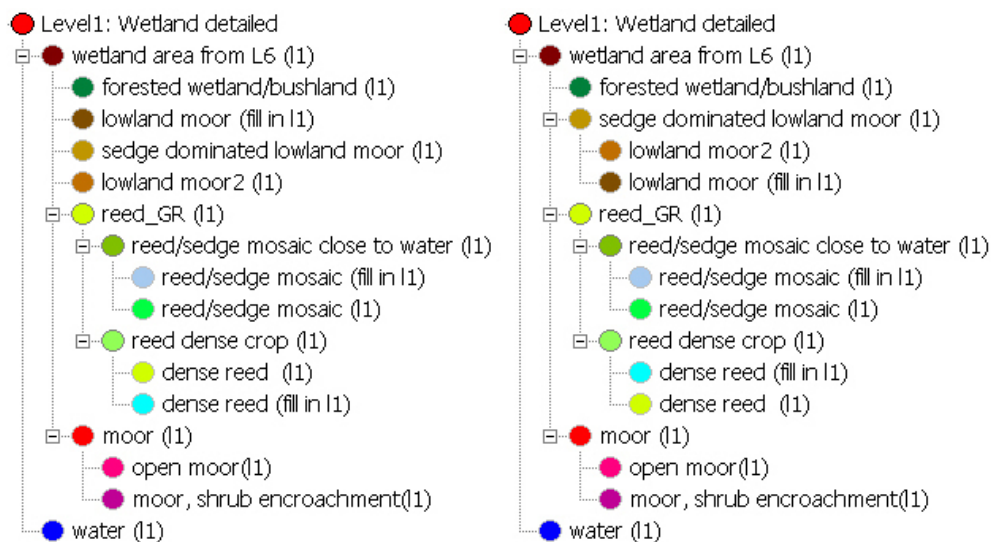 Level1: Wetland detailed
wetland area from L6 (l1)
forested wetland/bushland (l1)
lowland moor (fill in l1)
sedge dominated lowland moor (l1)
lowland moor2 (l1)
reed_GR (l1)
reed/sedge mosaic close to water (l1)
reed/sedge mosaic (fill in l1)
reed/sedge mosaic (l1)
reed dense crop (l1)
dense reed  (l1)
dense reed (fill in l1)
moor (l1)
open moor(l1)
moor, shrub encroachment(l1)
water (l1)
Level1: Wetland detailed
wetland area from L6 (l1)
forested wetland/bushland (l1)
sedge dominated lowland moor (l1)
lowland moor2 (l1)
lowland moor (fill in l1)
reed_GR (l1)
reed/sedge mosaic close to water (l1)
reed/sedge mosaic (fill in l1)
reed/sedge mosaic (l1)
reed dense crop (l1)
dense reed (fill in l1)
dense reed  (l1)
moor (l1)
open moor(l1)
moor, shrub encroachment(l1)
water (l1)